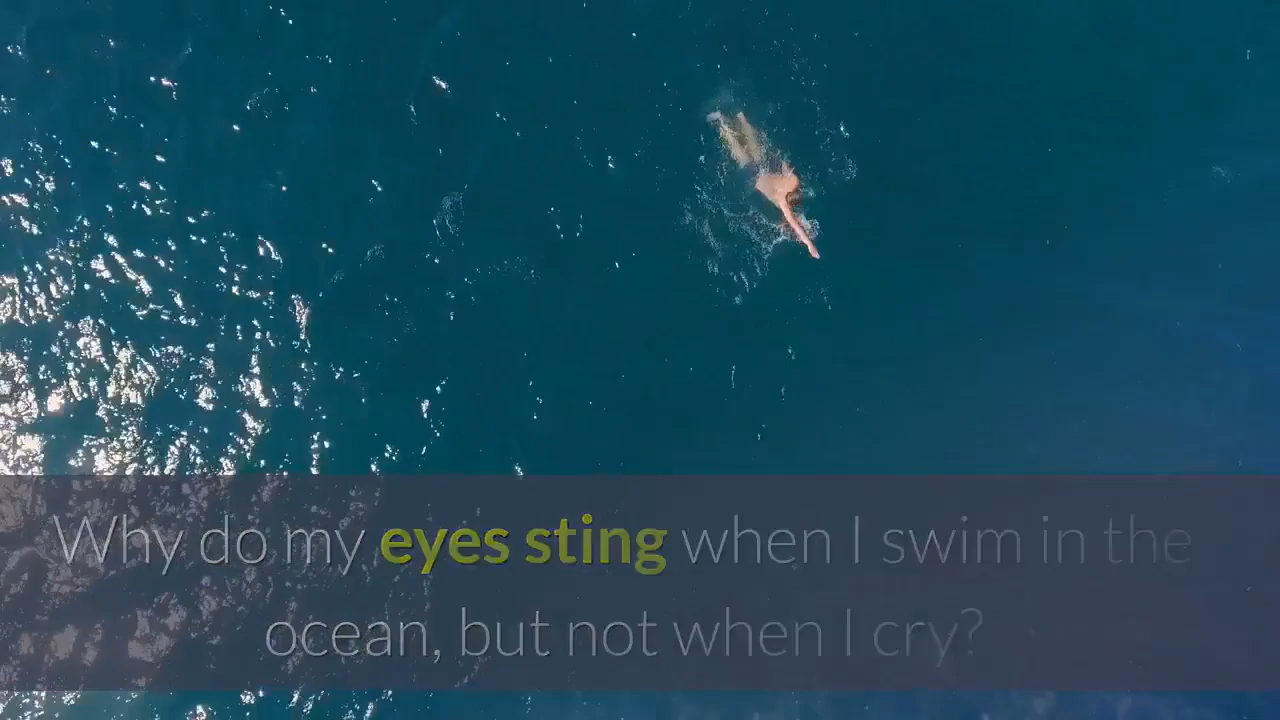 Why do my eyes sting when I swim in the
ocean, but not when I cry?